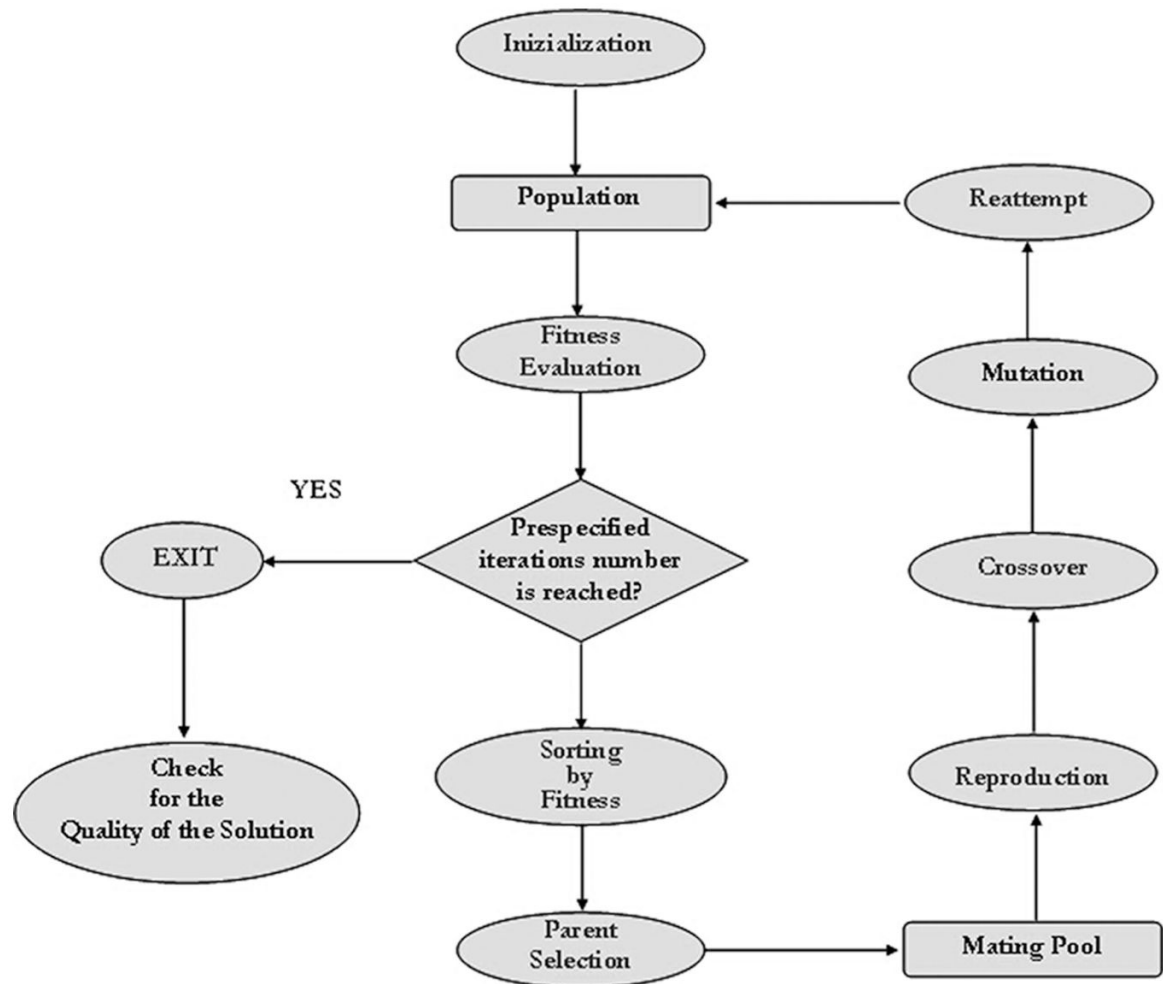 Inizialization
Population
Reattempt
Fitness
Evaluation
Mutation
YES
Prespecified
iterations number
is reached?
EXIT
Crossover
Sorting
by
Fitness
Check
for the
Quality of the Solution
Reproduction
Parent
Selection
Mating Pool